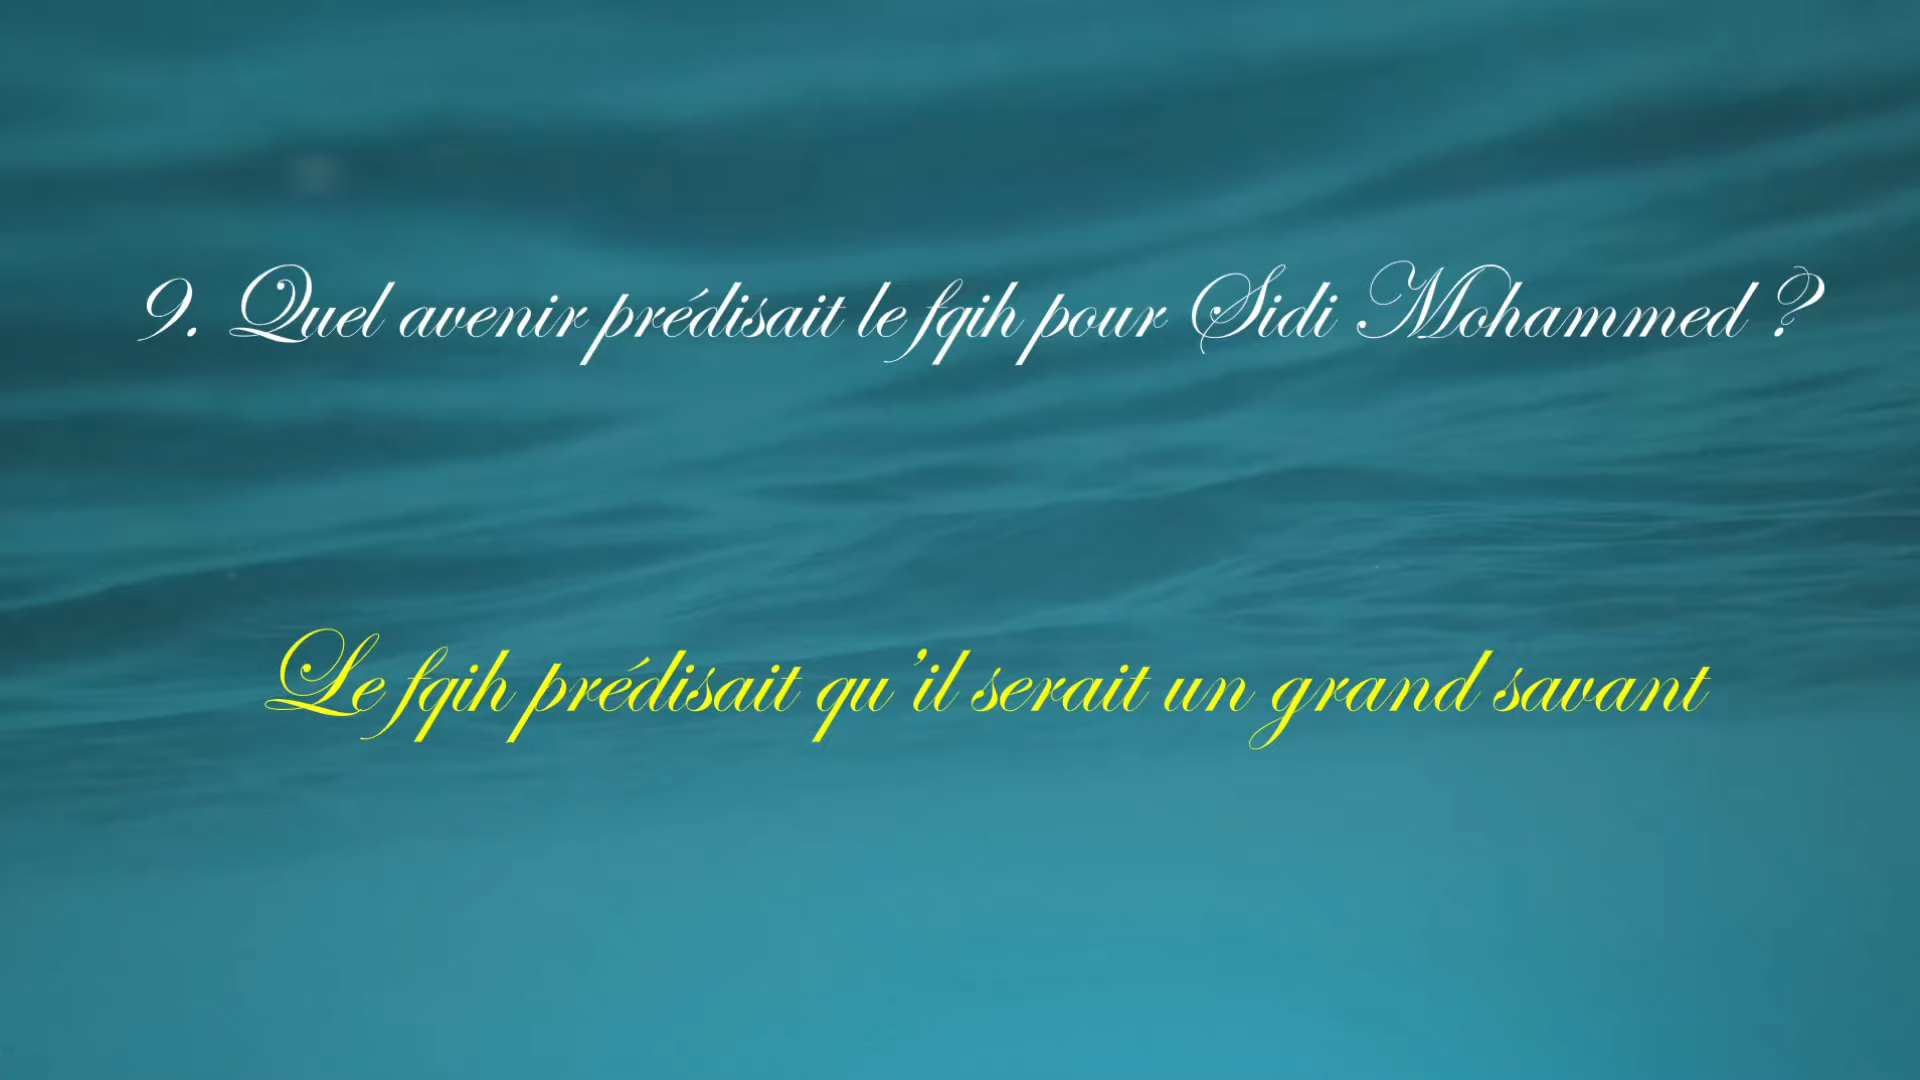 9. Quel avenir prédisait le fqih pour Sidi Mohammed ?
Le fqih prédisait qu'il serait un grand savant